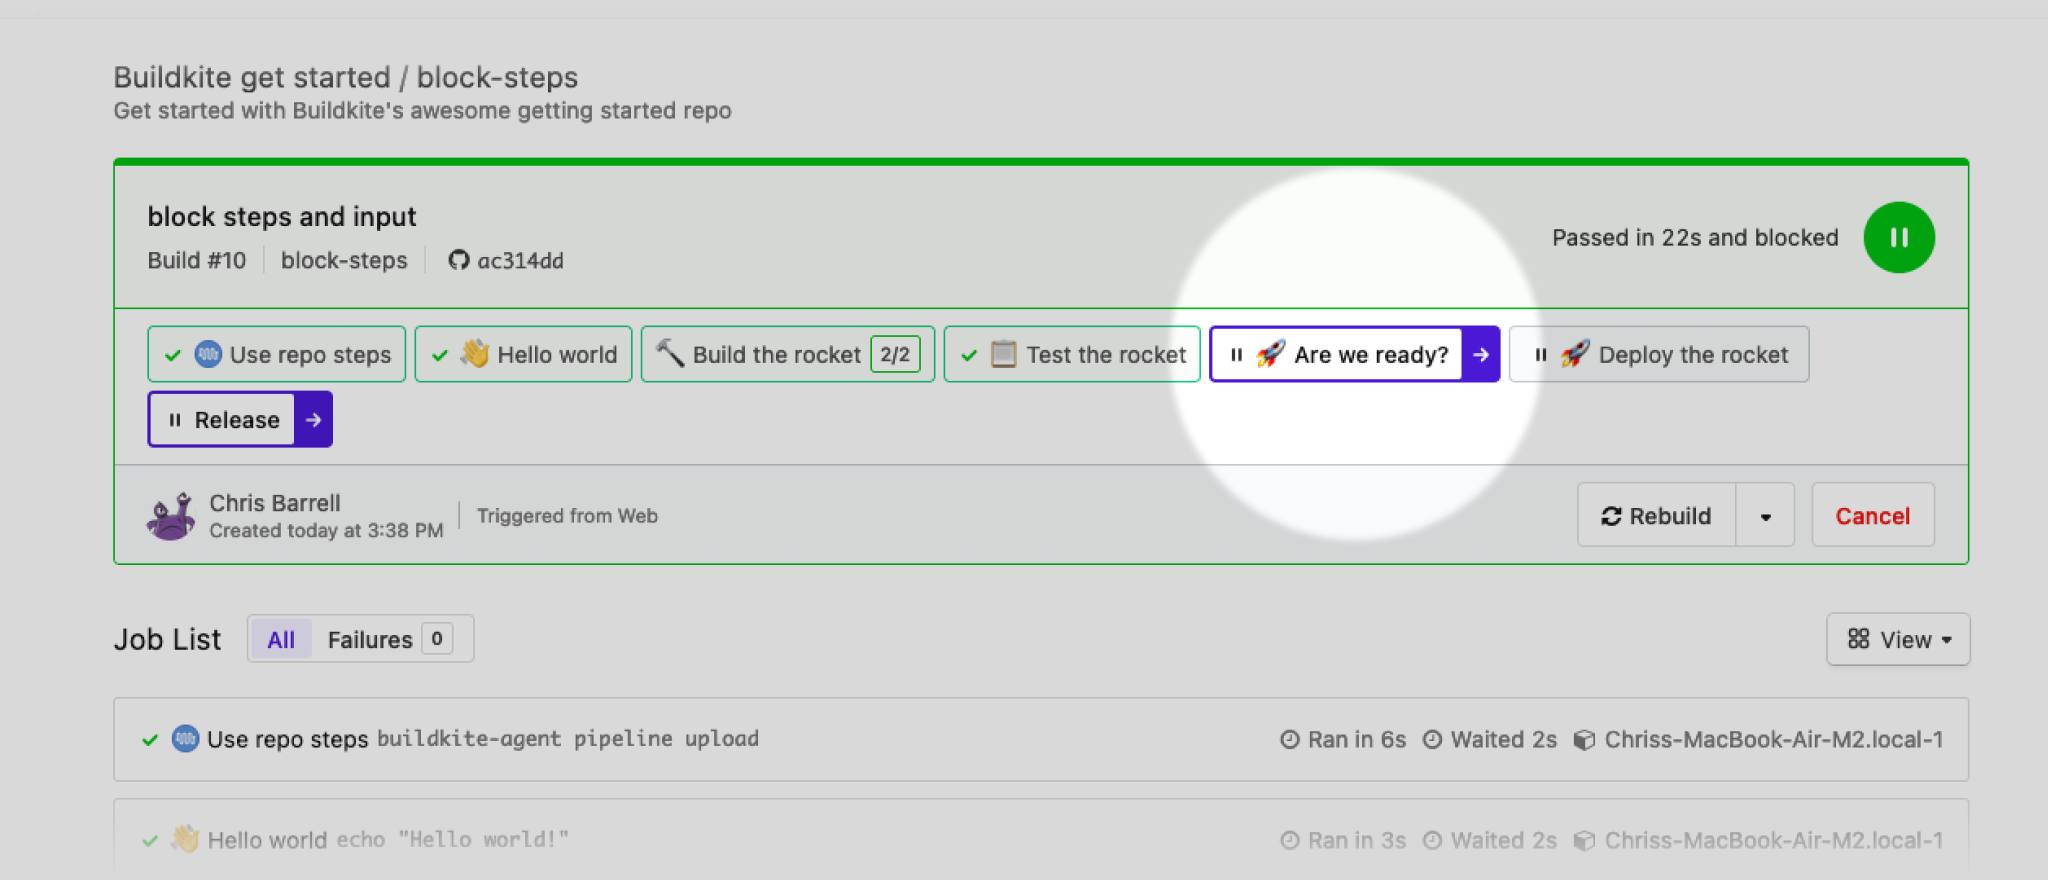 Buildkite get started / block-steps
Get started with Buildkite's awesome getting started repo
block steps and input
Build #10 block-steps ac314dd
Passed in 22s and blocked
Use repo steps Hello world Build the rocket 2/2 Test the rocket Are we ready? Deploy the rocket
Release
Chris Barrell
Created today at 3:38 PM
Triggered from Web
Rebuild Cancel
Job List All Failures 0 View
Use repo steps buildkite-agent pipeline upload Ran in 6s Waited 2s Chriss-MacBook-Air-M2.local-1
Hello world echo "Hello world!" Ran in 3s Waited 2s Chriss-MacBook-Air-M2.local-1